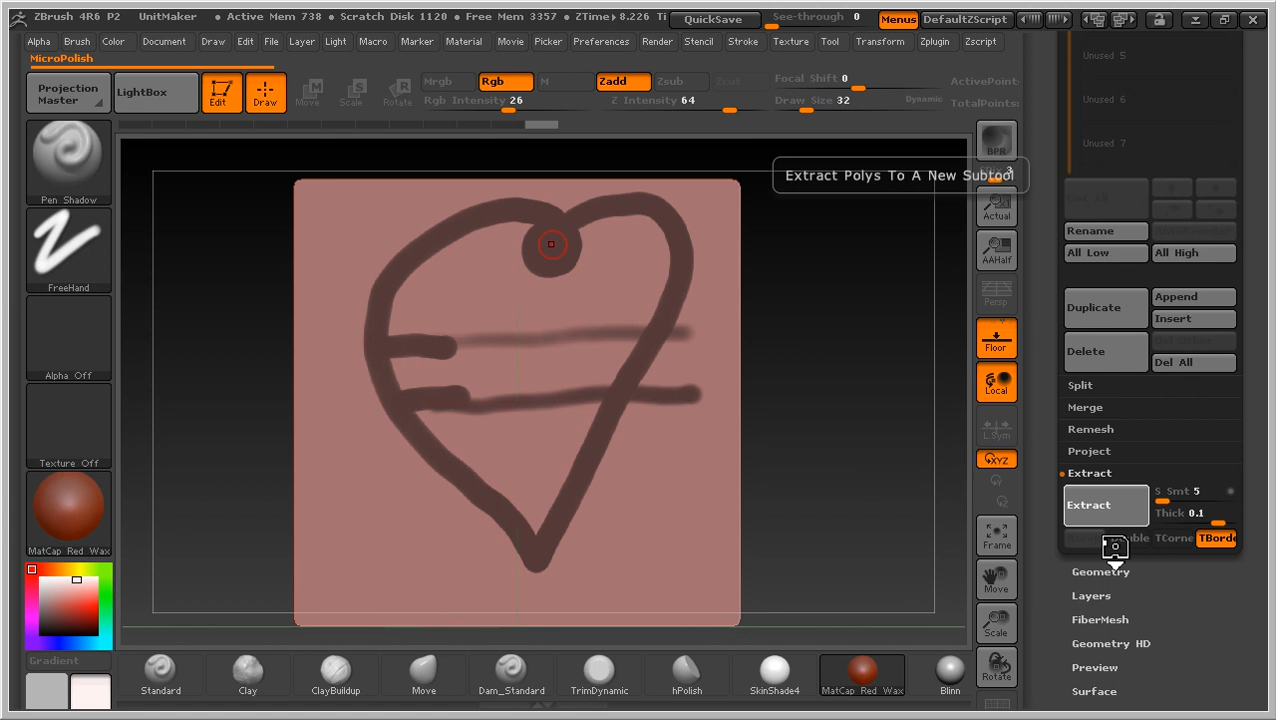 ZBrush 4R6 P2 UnitMaker • Active Mem 738 • Scratch Disk 1120 • Free Mem 3357 • ZTime▸8.226 Ti QuickSave See-through 0 Menus DefaultZScript
Alpha Brush Color Document Draw Edit File Layer Light Macro Marker Material Movie Picker Preferences Render Stencil Stroke Texture Tool Transform Zplugin Zscript
MicroPolish
Projection Master LightBox Edit Draw Move Scale Rotate
Mrgb Rgb M Zadd Zsub Zcut Focal Shift 0 ActivePoint
Rgb Intensity 26 Z Intensity 64 Draw Size 32 Dynamic TotalPoints
Unused 5
Unused 6
Unused 7
Pen Shadow
FreeHand
Alpha Off
Texture Off
MatCap Red Wax
Gradient
Extract Polys To A New Subtool
BPR
3
Actual
AAHalf
Persp
Floor
Local
L.Sym
XYZ
Frame
Move
Scale
Rotate
Rename
All Low All High
Duplicate Append
Insert
Delete
Del All
Split
Merge
Remesh
Project
Extract
Extract S Smt 5
Thick 0.1
TCorne TBorde
Geometry
Layers
FiberMesh
Geometry HD
Preview
Surface
Standard Clay ClayBuildup Move Dam_Standard TrimDynamic hPolish SkinShade4 MatCap Red Wax Blinn